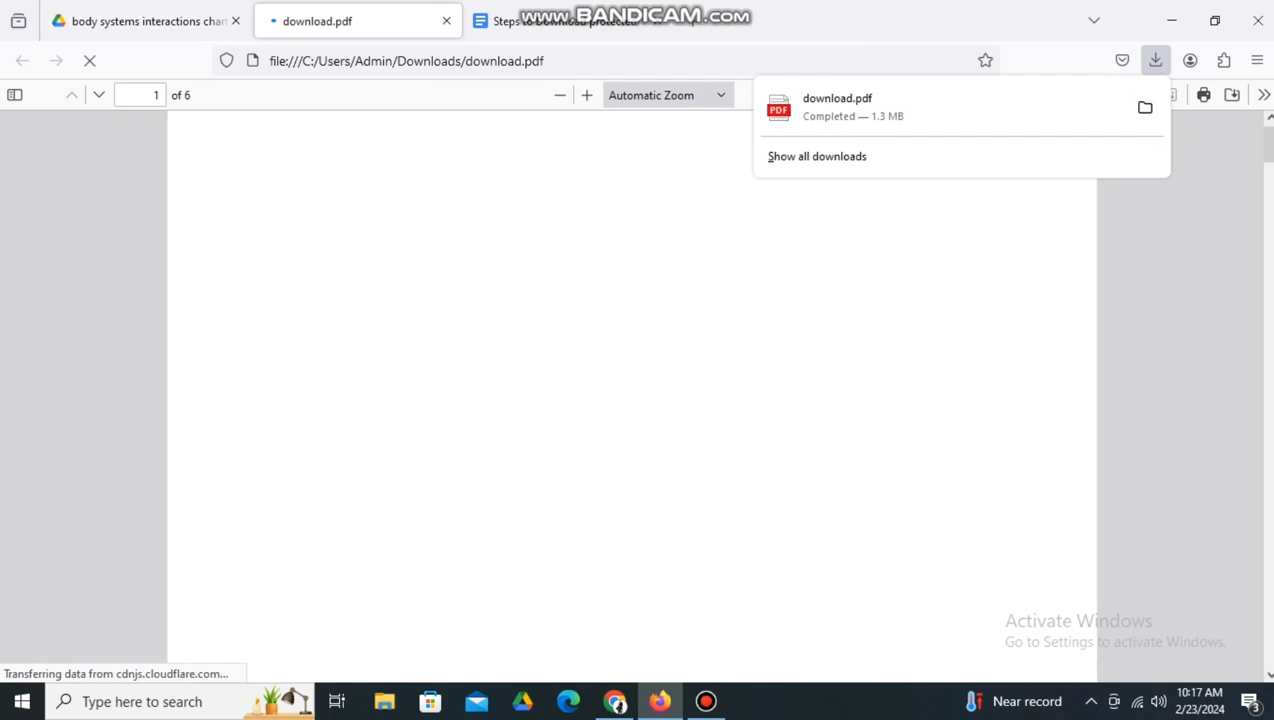 body systems interactions chart
download.pdf
Steps to Download protected
www.BANDICAM.com
file:///C:/Users/Admin/Downloads/download.pdf
1 of 6
Automatic Zoom
download.pdf
Completed — 1.3 MB
Show all downloads
PDF
Activate Windows
Go to Settings to activate Windows.
Transferring data from cdnjs.cloudflare.com...
Type here to search
Near record
10:17 AM
2/23/2024
3